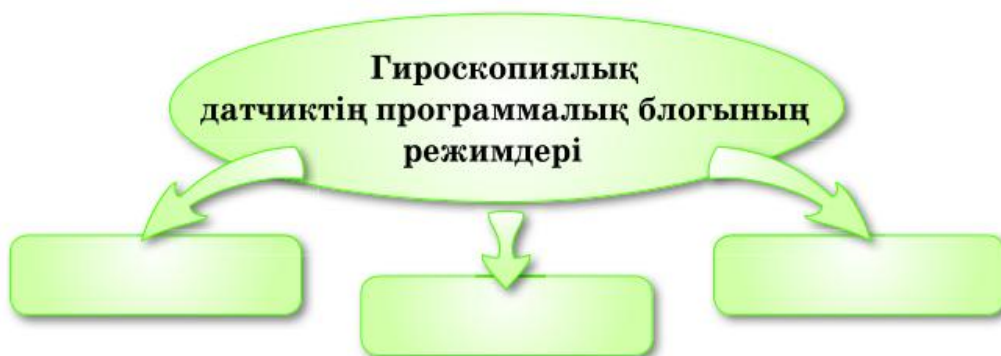 Гироскопиялық
датчиктің программалық блогының
режимдері